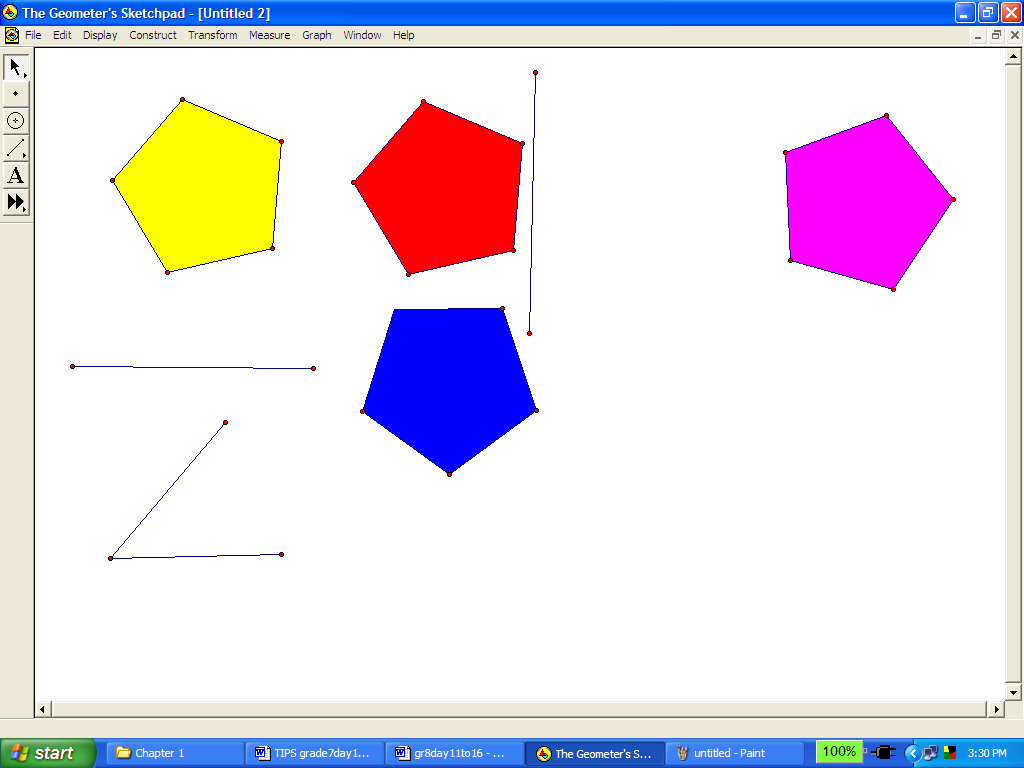 The Geometer's Sketchpad - [Untitled 2]
File Edit Display Construct Transform Measure Graph Window Help
A
start Chapter 1 TIPS grade7day1... gr8day11to16 - ... The Geometer's S... untitled - Paint 100% 3:30 PM